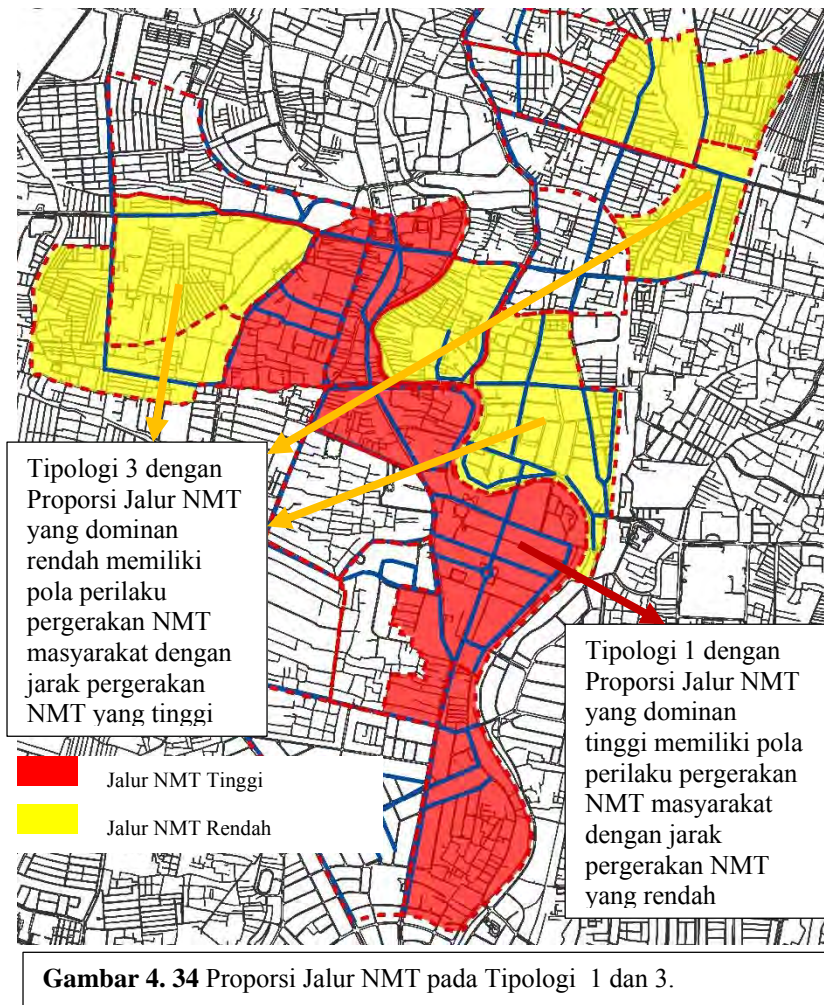 Tipologi 3 dengan
Proporsi Jalur NMT
yang dominan
rendah memiliki
pola perilaku
pergerakan NMT
masyarakat dengan
jarak pergerakan
NMT yang tinggi
Tipologi 1 dengan
Proporsi Jalur NMT
yang dominan
tinggi memiliki pola
perilaku pergerakan
NMT masyarakat
dengan jarak
pergerakan NMT
yang rendah
Jalur NMT Tinggi
Jalur NMT Rendah
Gambar 4. 34 Proporsi Jalur NMT pada Tipologi 1 dan 3.